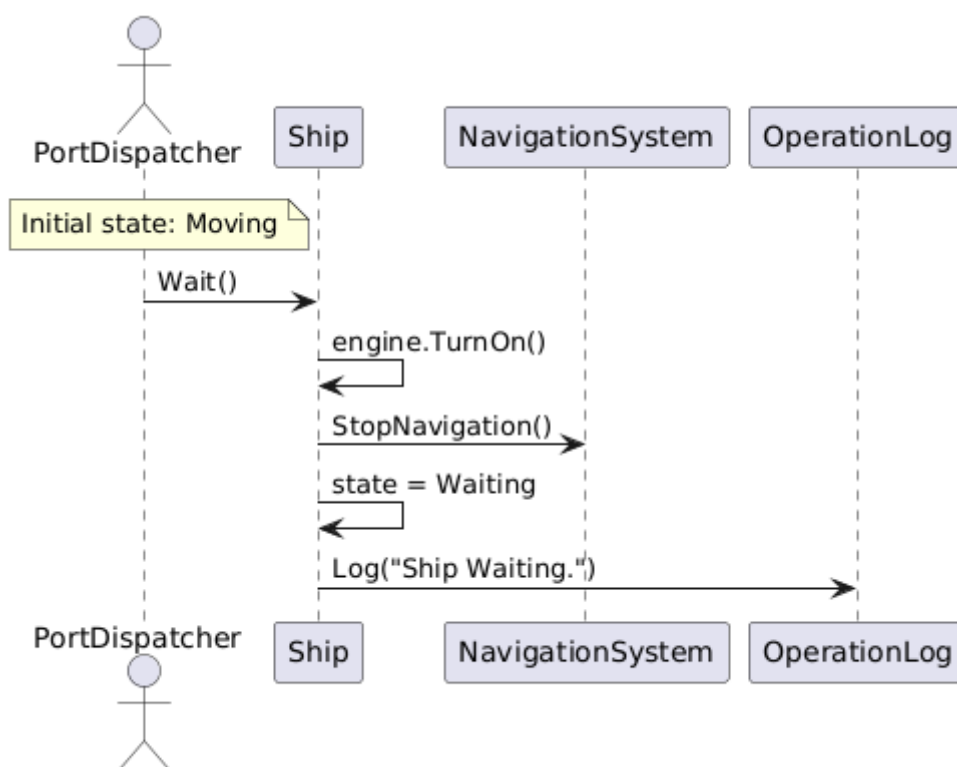 PortDispatcher
Ship
NavigationSystem
OperationLog
Initial state: Moving
Wait()
engine.TurnOn()
StopNavigation()
state = Waiting
Log("Ship Waiting.")
PortDispatcher
Ship
NavigationSystem
OperationLog